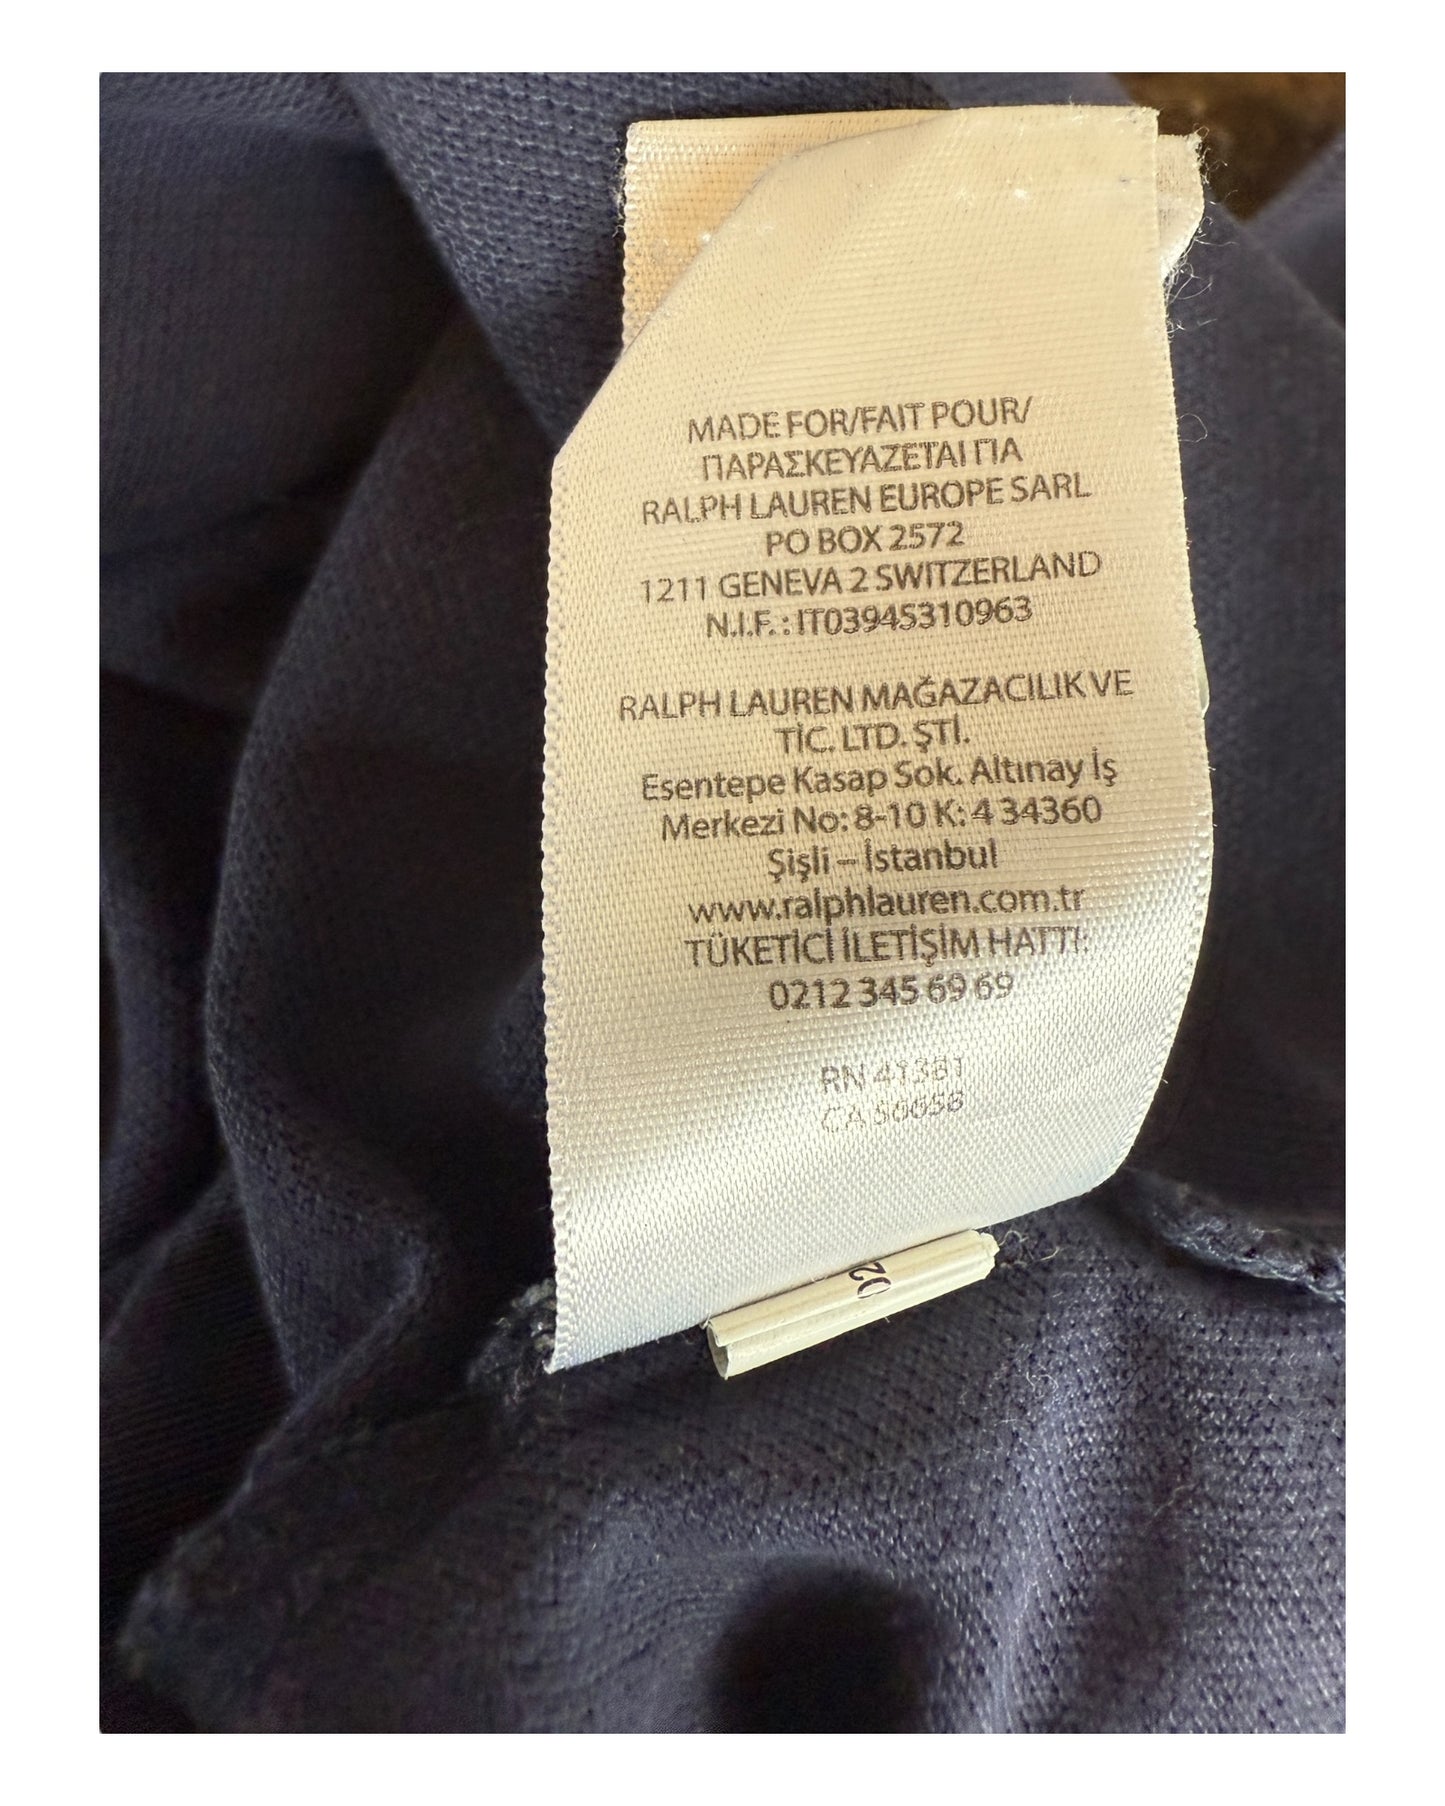 MADE FOR/FAIT POUR/
ΠΑΡΑΣΚΕΥΑΖΕΤΑΙ ΓΙΑ
RALPH LAUREN EUROPE SARL
PO BOX 2572
1211 GENEVA 2 SWITZERLAND
N.I.F. : IT03945310963
RALPH LAUREN MAĞAZACILIK VE
TİC. LTD. ŞTİ.
Esentepe Kasap Sok. Altınay İş
Merkezi No: 8-10 K: 4 34360
Şişli – İstanbul
www.ralphlauren.com.tr
TÜKETİCİ İLETİŞİM HATTI:
0212 345 69 69
RN 41381
CA 56658
02